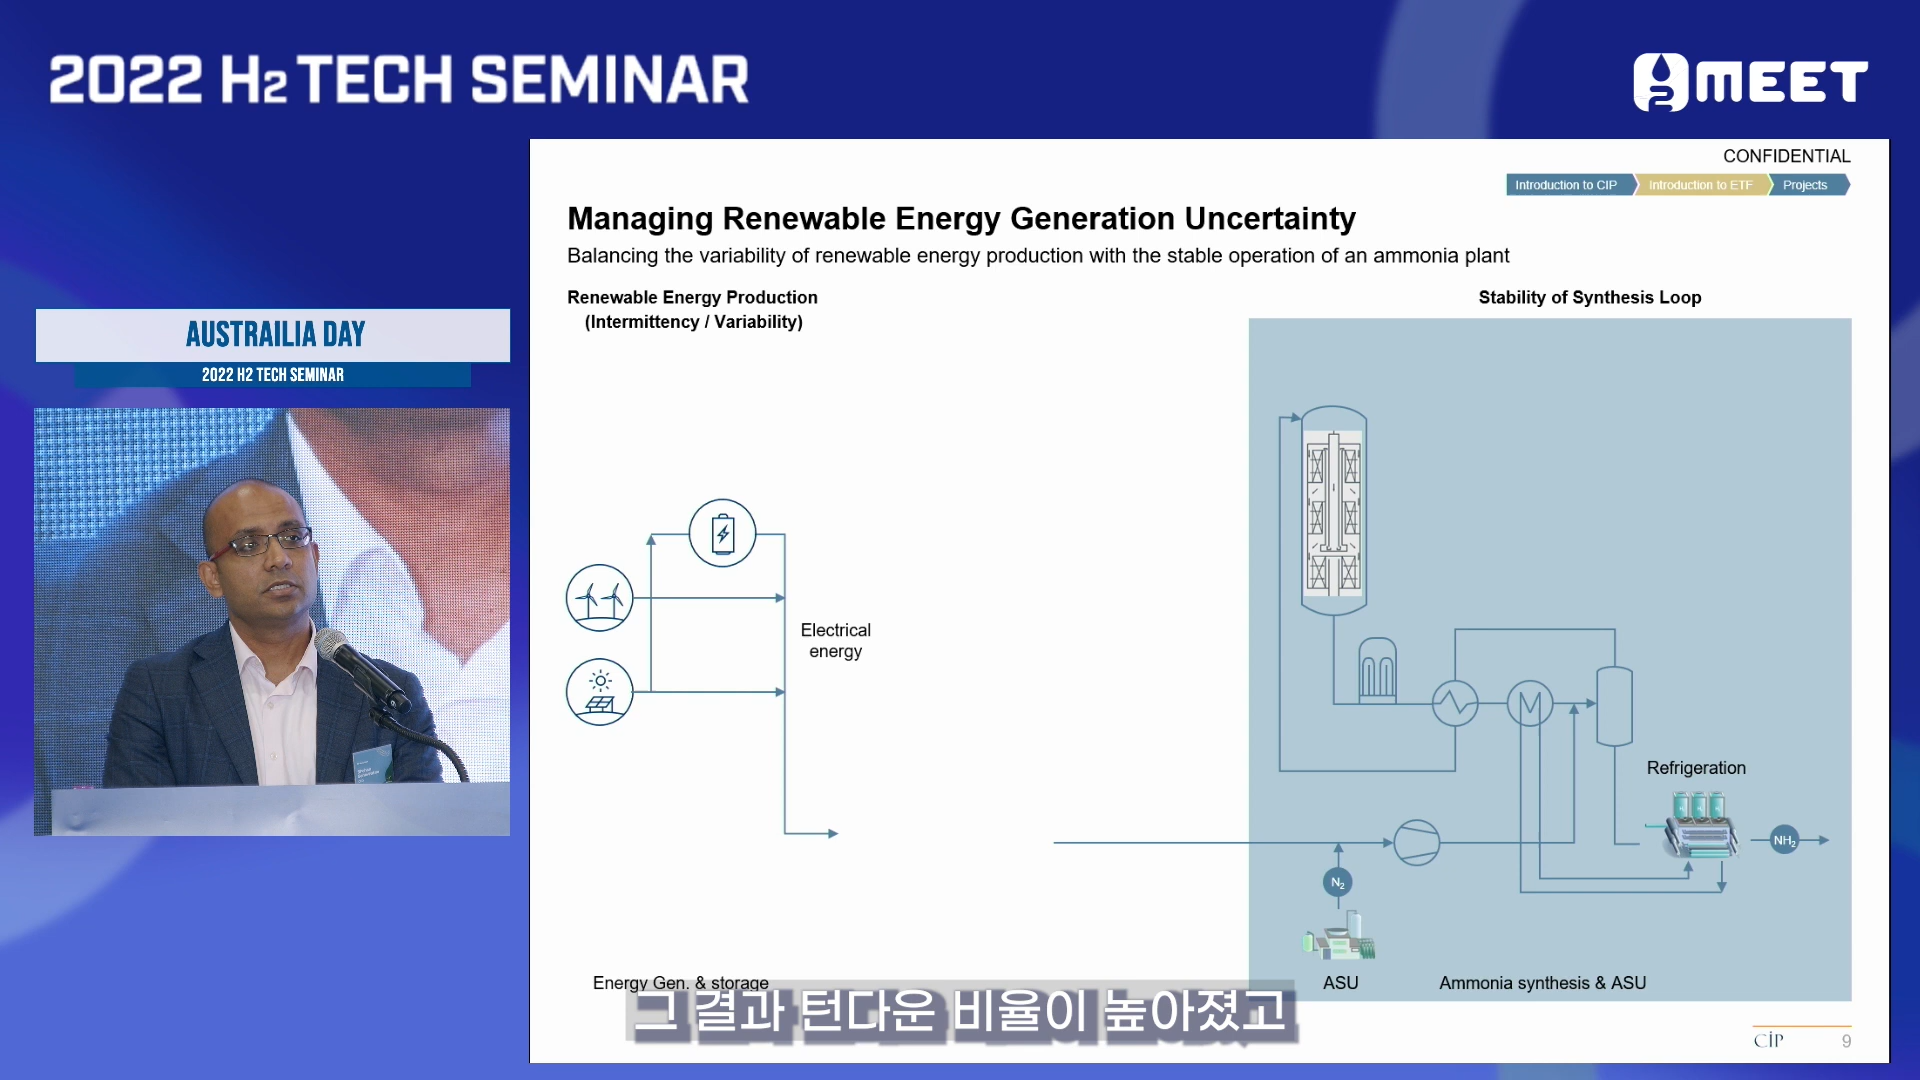 2022 H2 TECH SEMINAR
MEET
CONFIDENTIAL
Introduction to CIP
Introduction to ETF
Projects
Managing Renewable Energy Generation Uncertainty
Balancing the variability of renewable energy production with the stable operation of an ammonia plant
Renewable Energy Production
(Intermittency / Variability)
Stability of Synthesis Loop
AUSTRAILIA DAY
2022 H2 TECH SEMINAR
Electrical
energy
Refrigeration
NH₂
N₂
Energy Gen. & storage
ASU
Ammonia synthesis & ASU
그 결과 턴다운 비율이 높아졌고
CIP
9